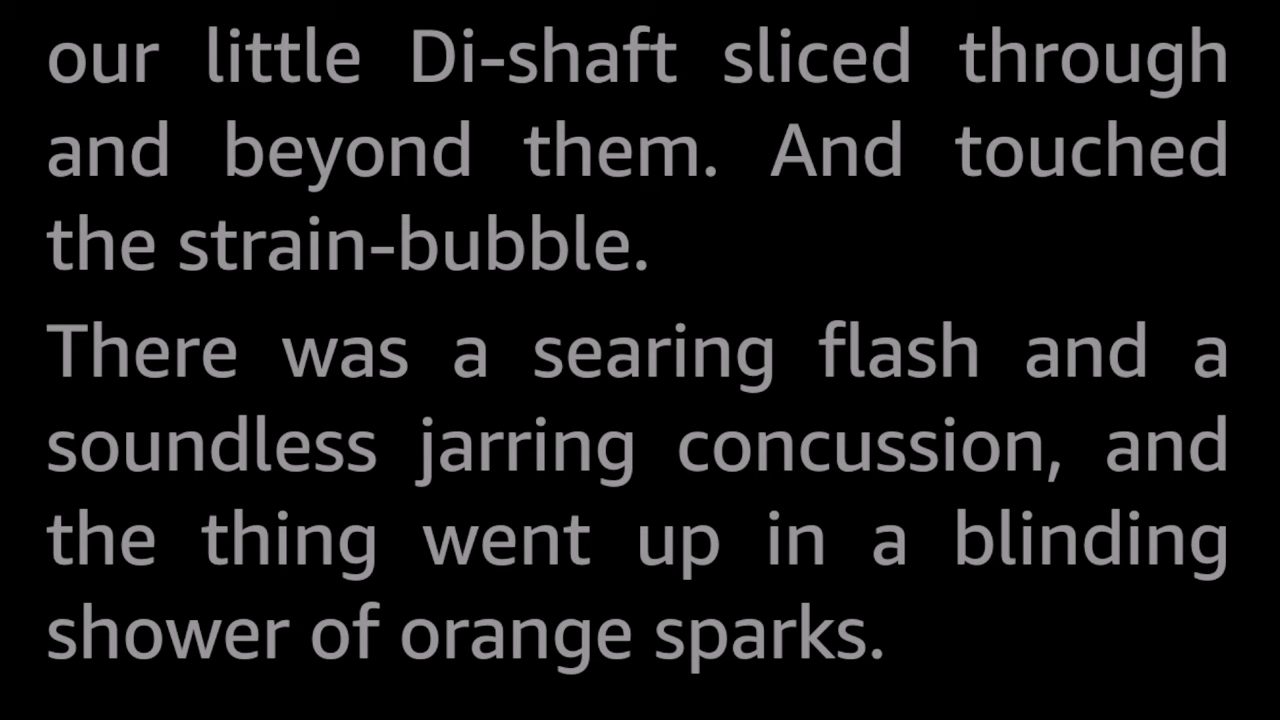 our little Di-shaft sliced through
and beyond them. And touched
the strain-bubble.
There was a searing flash and a
soundless jarring concussion, and
the thing went up in a blinding
shower of orange sparks.